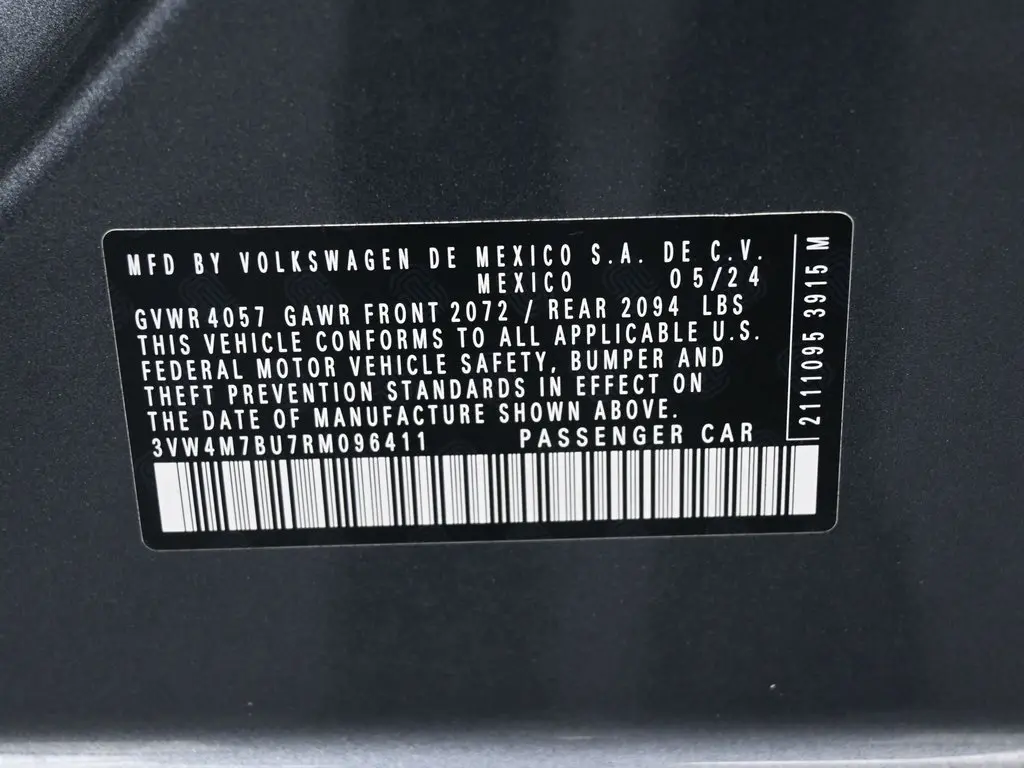 MFD BY VOLKSWAGEN DE MEXICO S.A. DE C.V.
MEXICO 05/24
GVWR 4057 GAWR FRONT 2072 / REAR 2094 LBS
THIS VEHICLE CONFORMS TO ALL APPLICABLE U.S.
FEDERAL MOTOR VEHICLE SAFETY, BUMPER AND
THEFT PREVENTION STANDARDS IN EFFECT ON
THE DATE OF MANUFACTURE SHOWN ABOVE.
3VW4M7BU7RM096411 PASSENGER CAR
2111095 3915 M